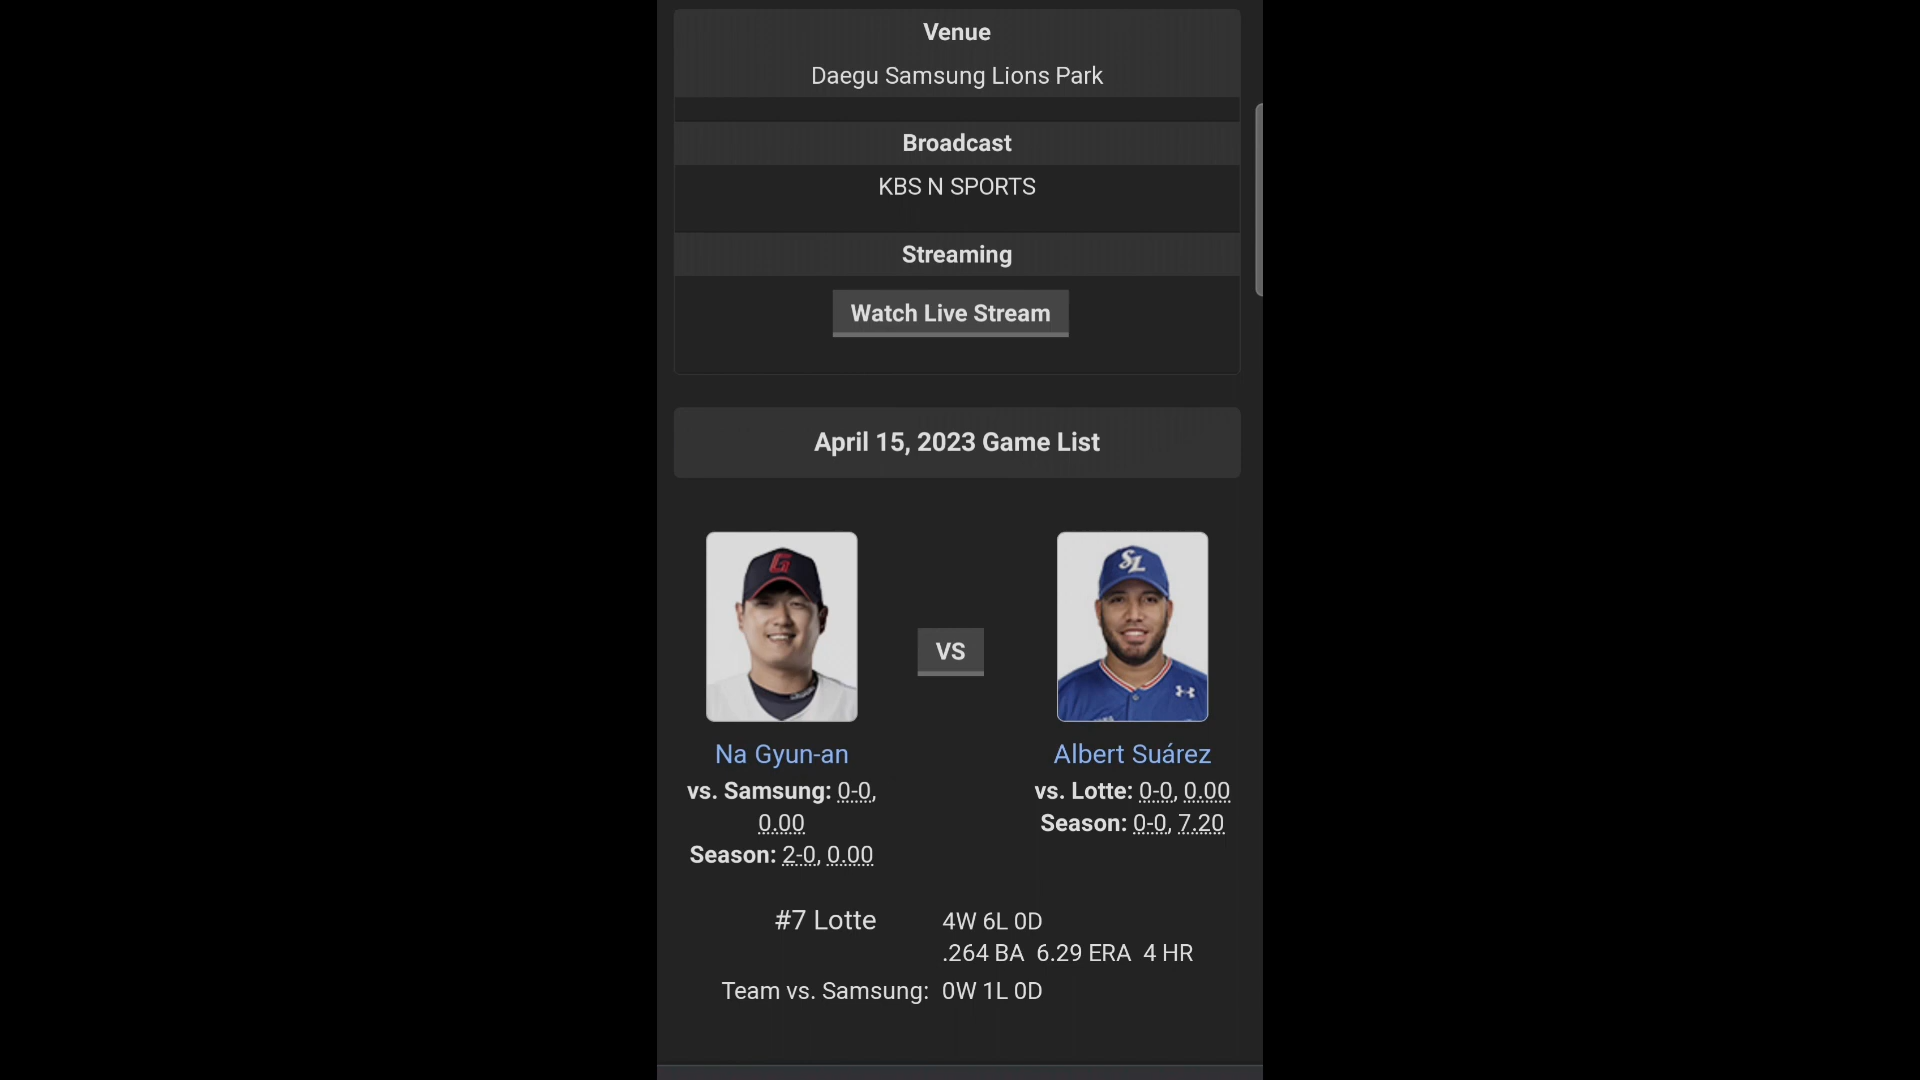 Venue
Daegu Samsung Lions Park
Broadcast
KBS N SPORTS
Streaming
Watch Live Stream
April 15, 2023 Game List
G
SL
VS
Na Gyun-an
vs. Samsung: 0-0,
0.00
Season: 2-0, 0.00
Albert Suárez
vs. Lotte: 0-0, 0.00
Season: 0-0, 7.20
#7 Lotte
4W 6L 0D
.264 BA 6.29 ERA 4 HR
Team vs. Samsung: 0W 1L 0D